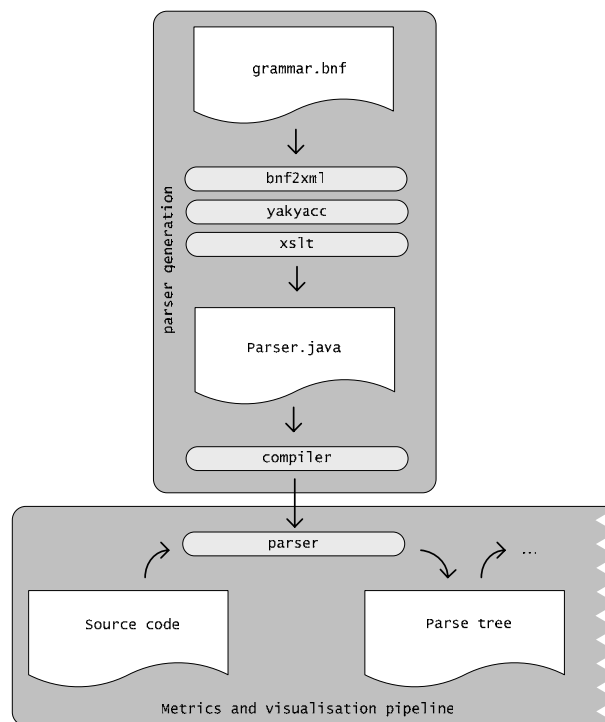 grammar.bnf
bnf2xml
yakyacc
xslt
parser generation
Parser.java
compiler
parser
...
Source code
Parse tree
Metrics and visualisation pipeline